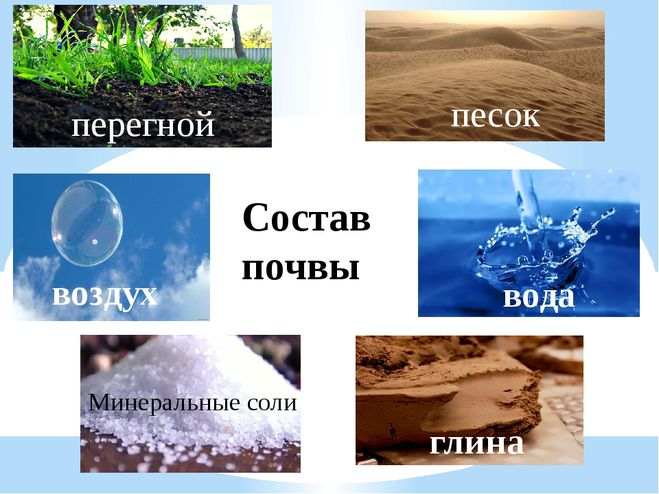 перегной
песок
Состав
почвы
воздух
вода
Минеральные соли
глина